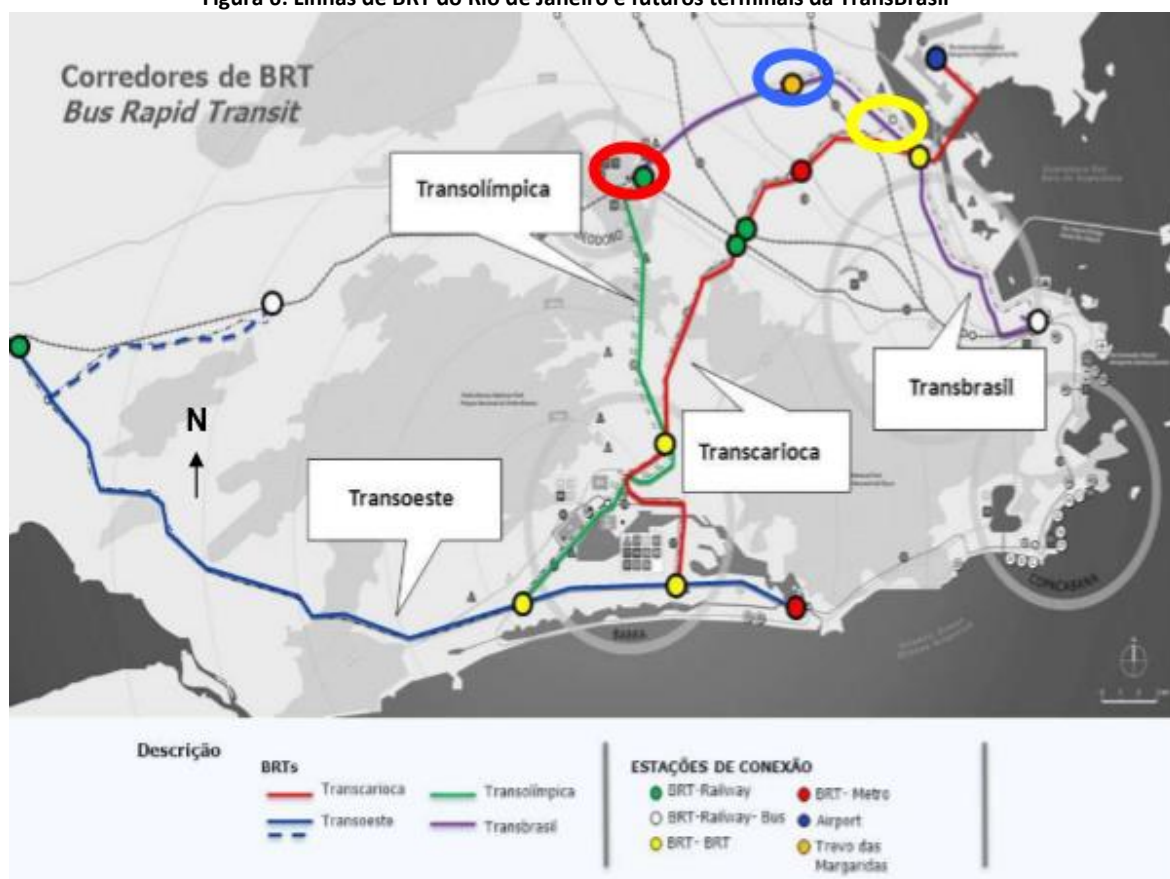 Figura 6: Linhas de BRT do Rio de Janeiro e futuros terminais da TransBrasil
Corredores de BRT
Bus Rapid Transit
Transolímpica
DEODORO
Transbrasil
N
Transcarioca
Transoeste
COPACABANA
BARRA
Descrição
BRTs
Transcarioca
Transolímpica
Transoeste
Transbrasil
ESTAÇÕES DE CONEXÃO
BRT-Railway
BRT- Metro
BRT-Railway- Bus
Airport
BRT- BRT
Trevo das
Margaridas